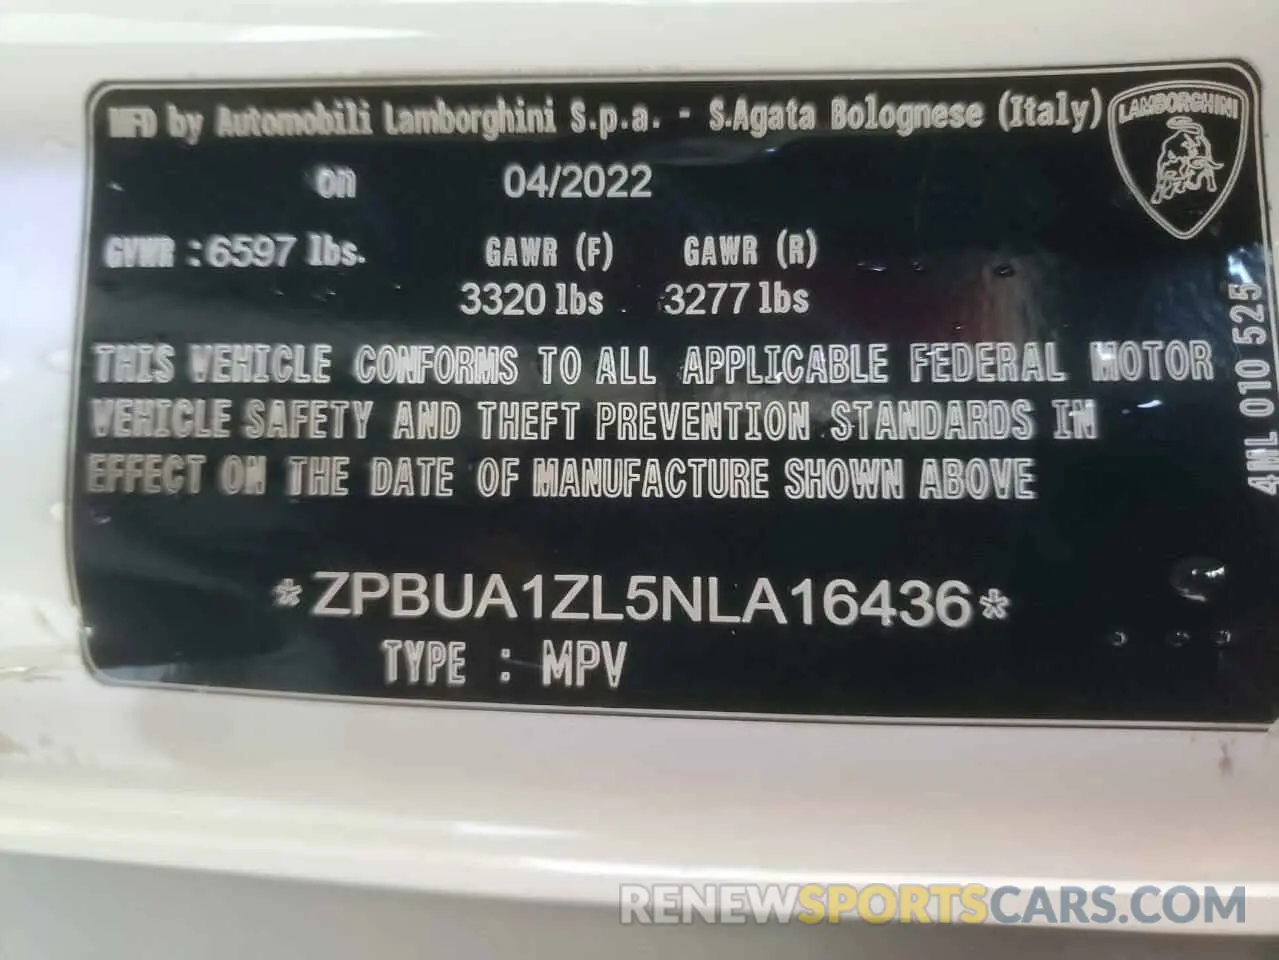 MFD by Automobili Lamborghini S.p.a. - S.Agata Bolognese (Italy)
LAMBORGHINI
on 04/2022
GVWR : 6597 lbs. GAWR (F) GAWR (R)
3320 lbs 3277 lbs
THIS VEHICLE CONFORMS TO ALL APPLICABLE FEDERAL MOTOR
VEHICLE SAFETY AND THEFT PREVENTION STANDARDS IN
EFFECT ON THE DATE OF MANUFACTURE SHOWN ABOVE
4ML 010 525
*ZPBUA1ZL5NLA16436*
TYPE : MPV
RENEWSPORTSCARS.COM